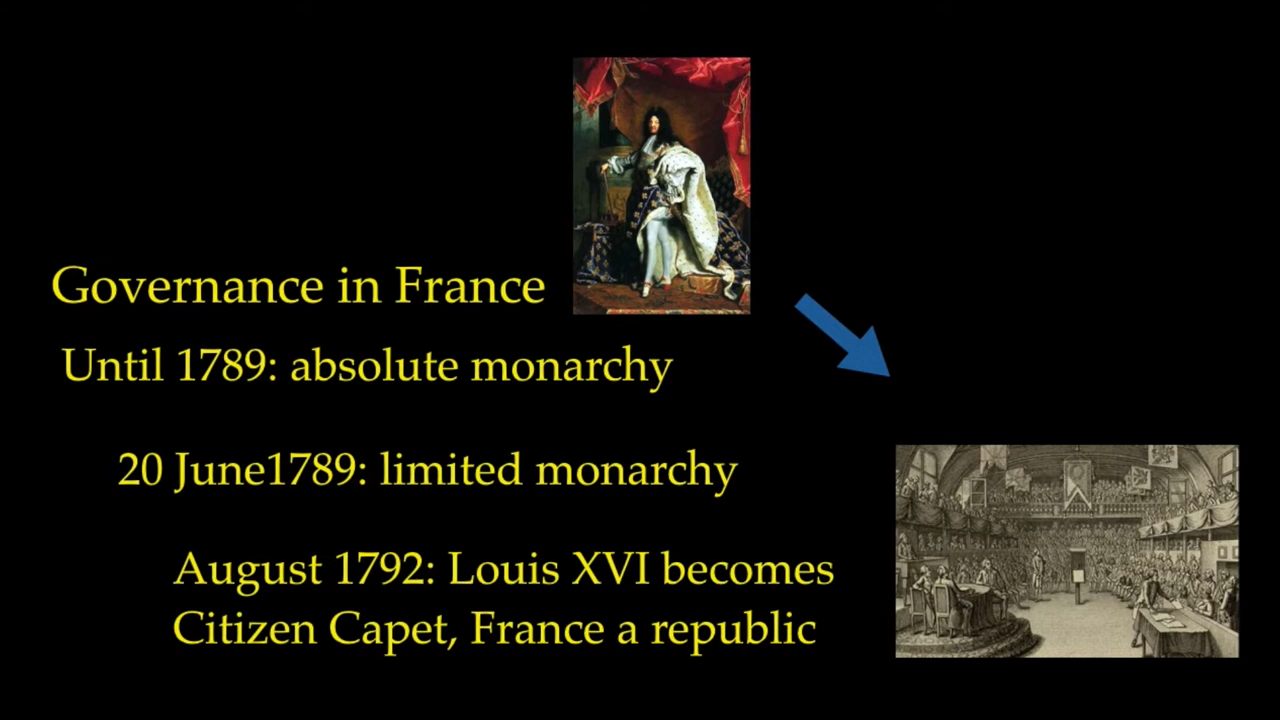 Governance in France
Until 1789: absolute monarchy
20 June1789: limited monarchy
August 1792: Louis XVI becomes
Citizen Capet, France a republic